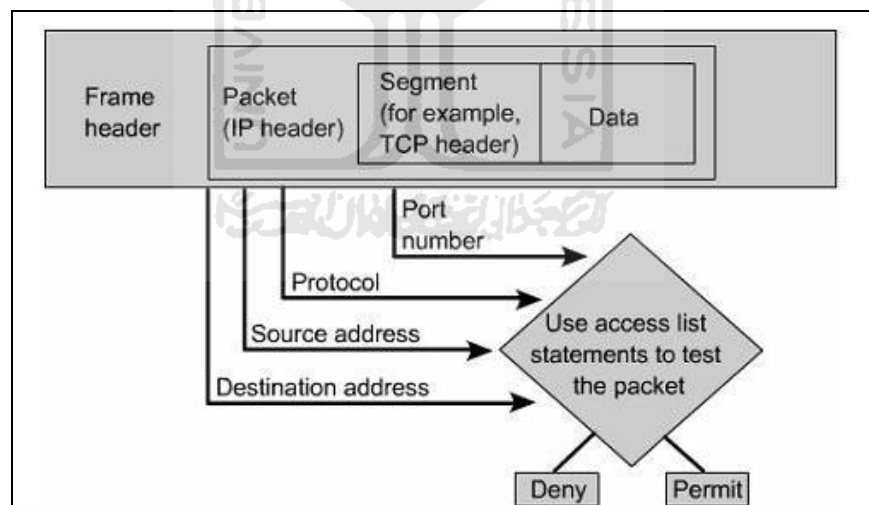 Frame
header
Packet
(IP header)
Segment
(for example,
TCP header)
Data
Port
number
Protocol
Source address
Destination address
Use access list
statements to test
the packet
Deny
Permit